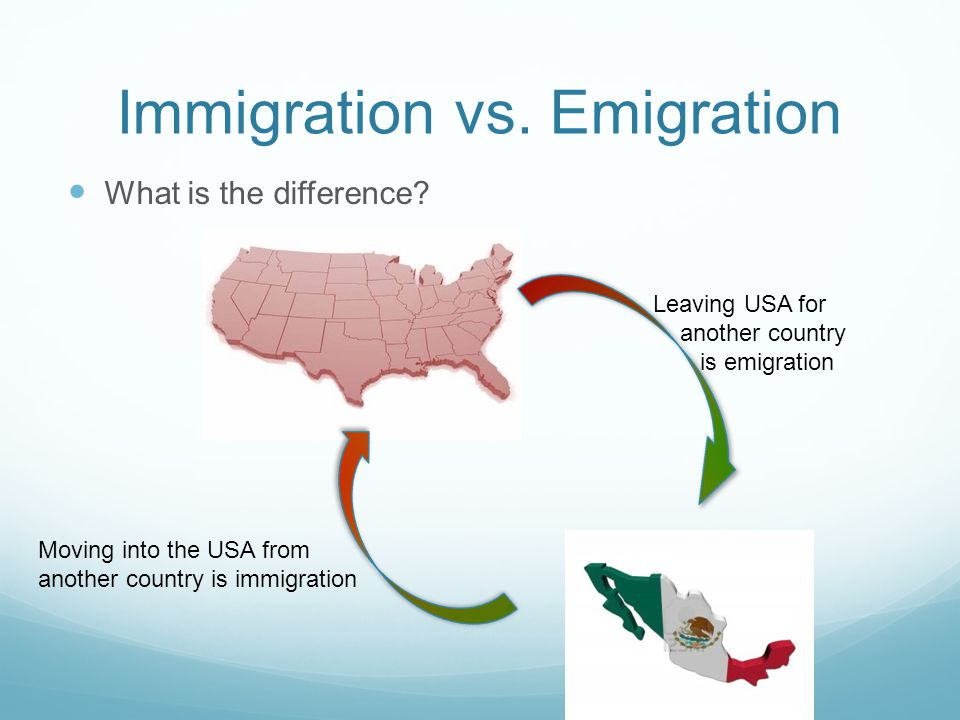 Immigration vs. Emigration
What is the difference?
Leaving USA for
another country
is emigration
Moving into the USA from
another country is immigration